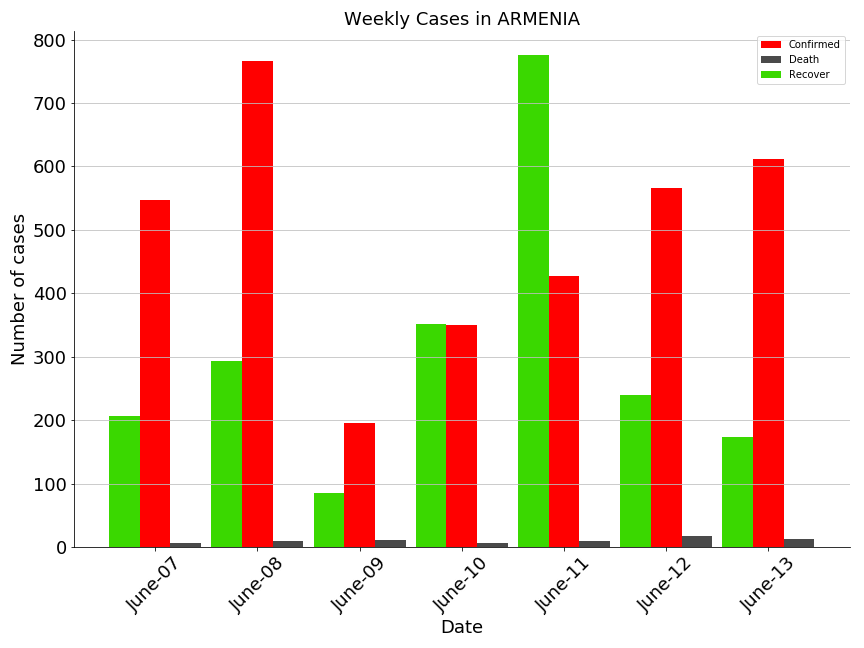 Weekly Cases in ARMENIA
Confirmed
Death
Recover
Number of cases
800
700
600
500
400
300
200
100
0
June-07
June-08
June-09
June-10
June-11
June-12
June-13
Date